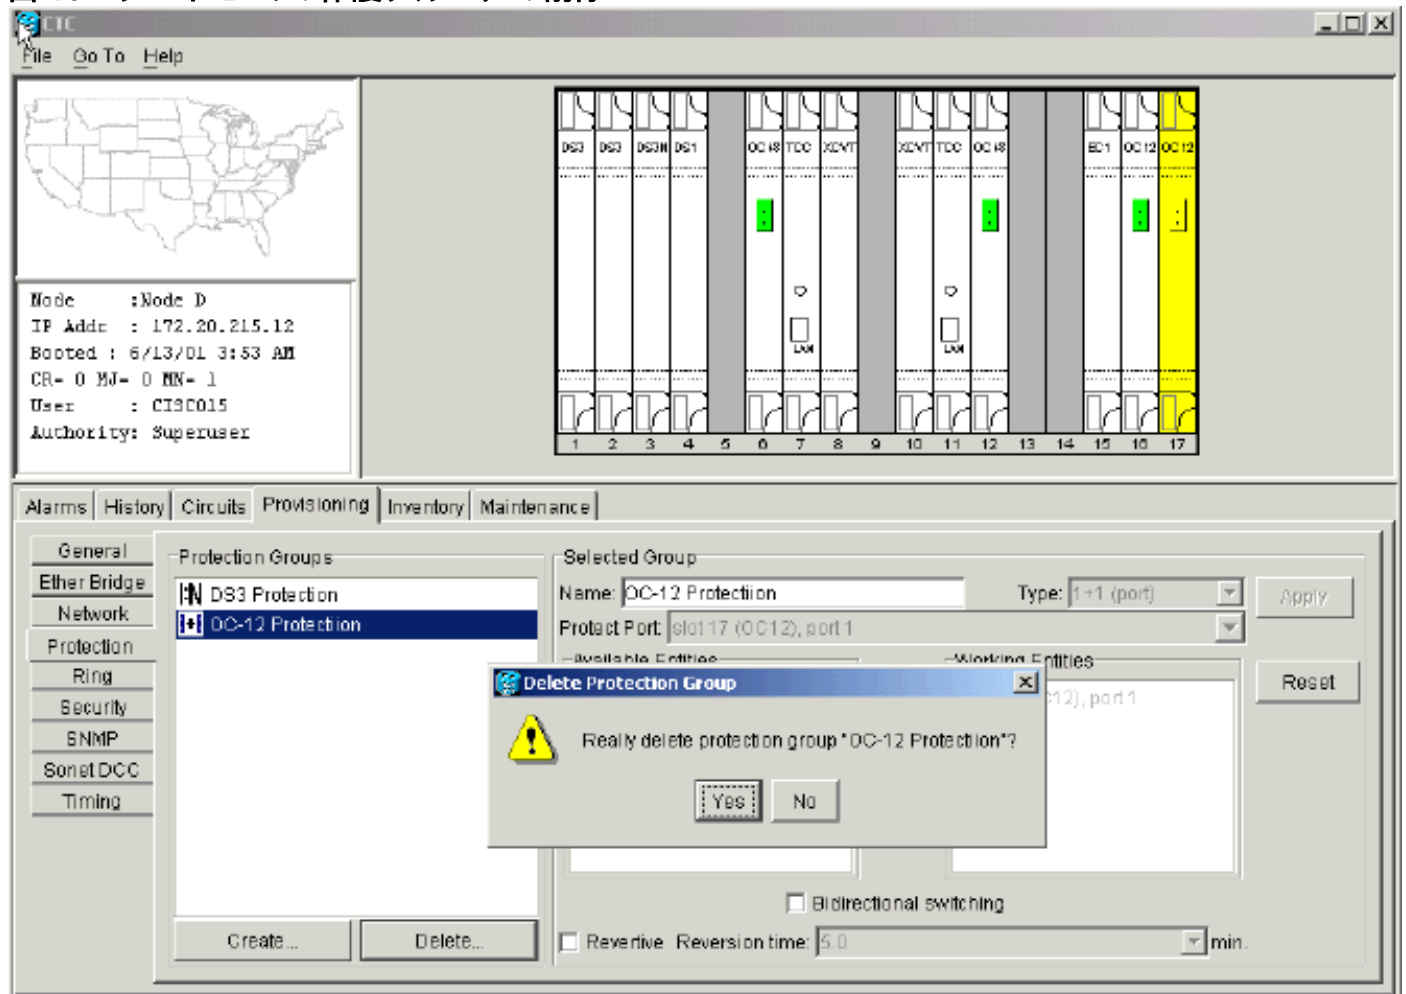 CTC
File Go To Help
DS3 DS3 DS3N DS1 OC48 TCC XCVT XCVT TCC OC48 EC1 OC12 OC12
LAN LAN
1 2 3 4 5 6 7 8 9 10 11 12 13 14 15 16 17
Node :Node D
IP Addr : 172.20.215.12
Booted : 6/13/01 3:53 AM
CR- 0 MJ- 0 MN- 1
User : CISCO15
Authority: Superuser
Alarms History Circuits Provisioning Inventory Maintenance
General
Ether Bridge
Network
Protection
Ring
Security
SNMP
Sonet DCC
Timing
Protection Groups
DS3 Protection
OC-12 Protectiion
Create... Delete...
Selected Group
Name: OC-12 Protectiion Type: 1+1 (port) Apply
Protect Port: slot 17 (OC12), port 1
Available Entities Working Entities
C12), port 1 Reset
Delete Protection Group
Really delete protection group "OC-12 Protectiion"?
Yes No
Bidirectional switching
Revertive Reversion time: 5.0 min.